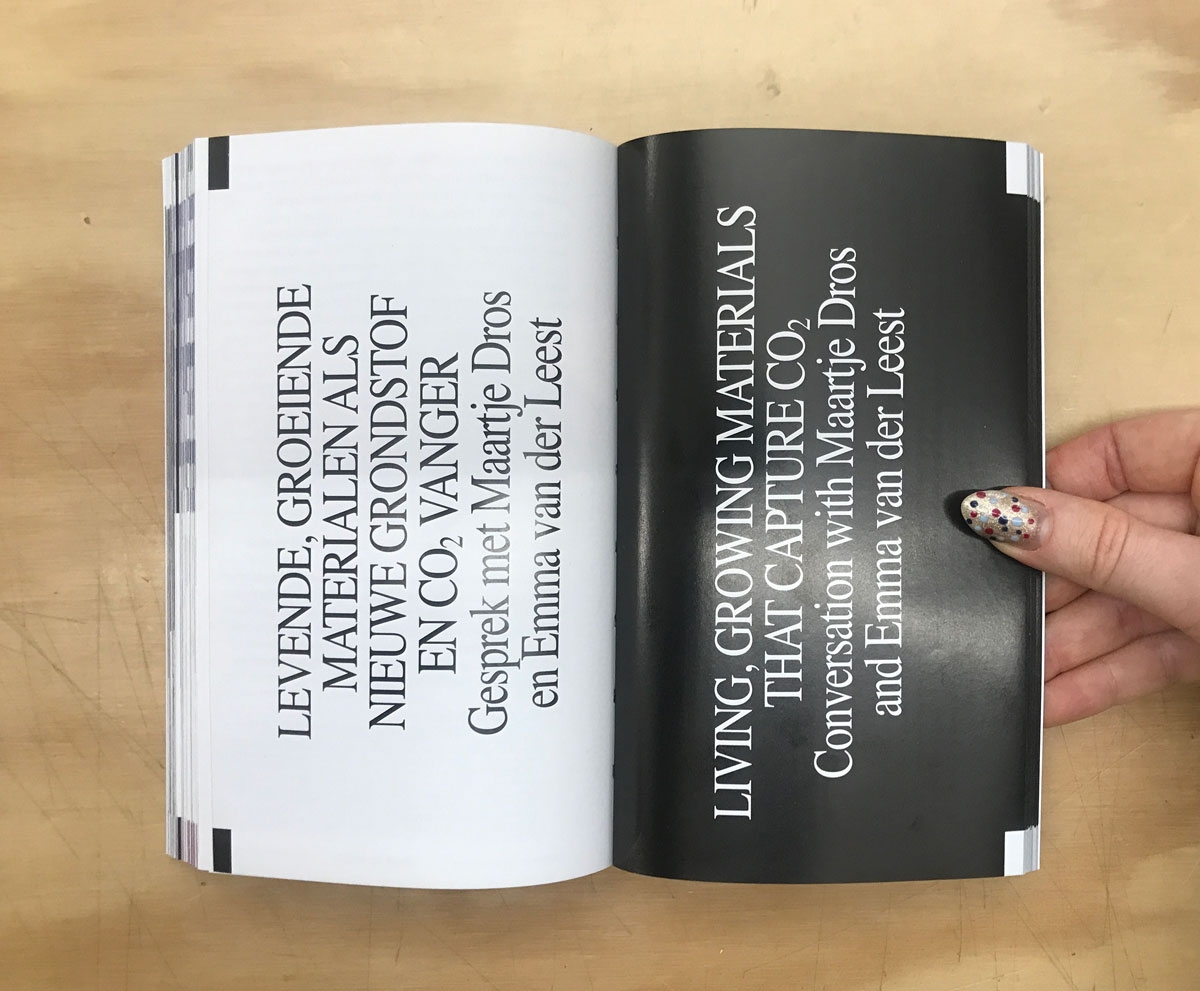 LEVENDE, GROEIENDE
MATERIALEN ALS
NIEUWE GRONDSTOF
EN CO₂ VANGER
Gesprek met Maartje Dros
en Emma van der Leest
LIVING, GROWING MATERIALS
THAT CAPTURE CO₂
Conversation with Maartje Dros
and Emma van der Leest